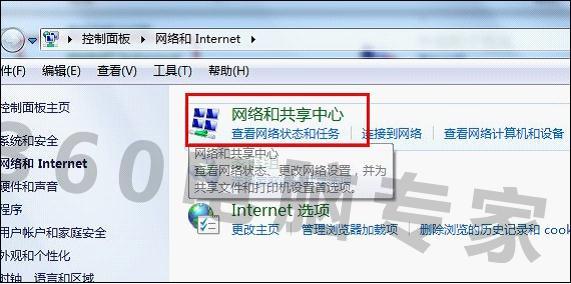 控制面板 ▸ 网络和 Internet ▸
件(F) 编辑(E) 查看(V) 工具(T) 帮助(H)
控制面板主页
系统和安全
网络和 Internet
硬件和声音
程序
用户帐户和家庭安全
外观和个性化
时钟、语言和区域
网络和共享中心
查看网络状态和任务 连接到网络 查看网络计算机和设备
网络和共享中心
查看网络状态、更改网络设置，并为
共享文件和打印机设置首选项。
Internet 选项
更改主页 管理浏览器加载项 删除浏览的历史记录和 cook
360电脑专家